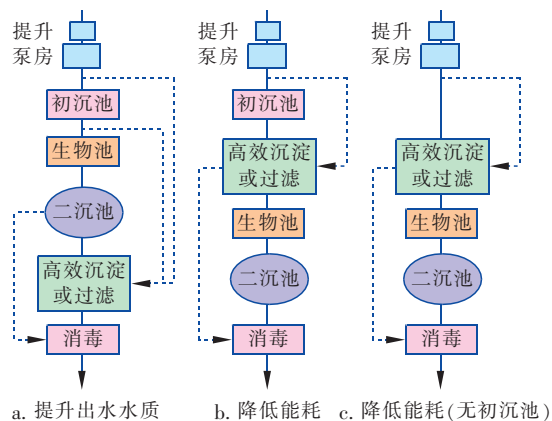 提升
泵房
初沉池
生物池
二沉池
高效沉淀
或过滤
消毒
a. 提升出水水质
提升
泵房
初沉池
高效沉淀
或过滤
生物池
二沉池
消毒
b. 降低能耗
提升
泵房
高效沉淀
或过滤
生物池
二沉池
消毒
c. 降低能耗(无初沉池)